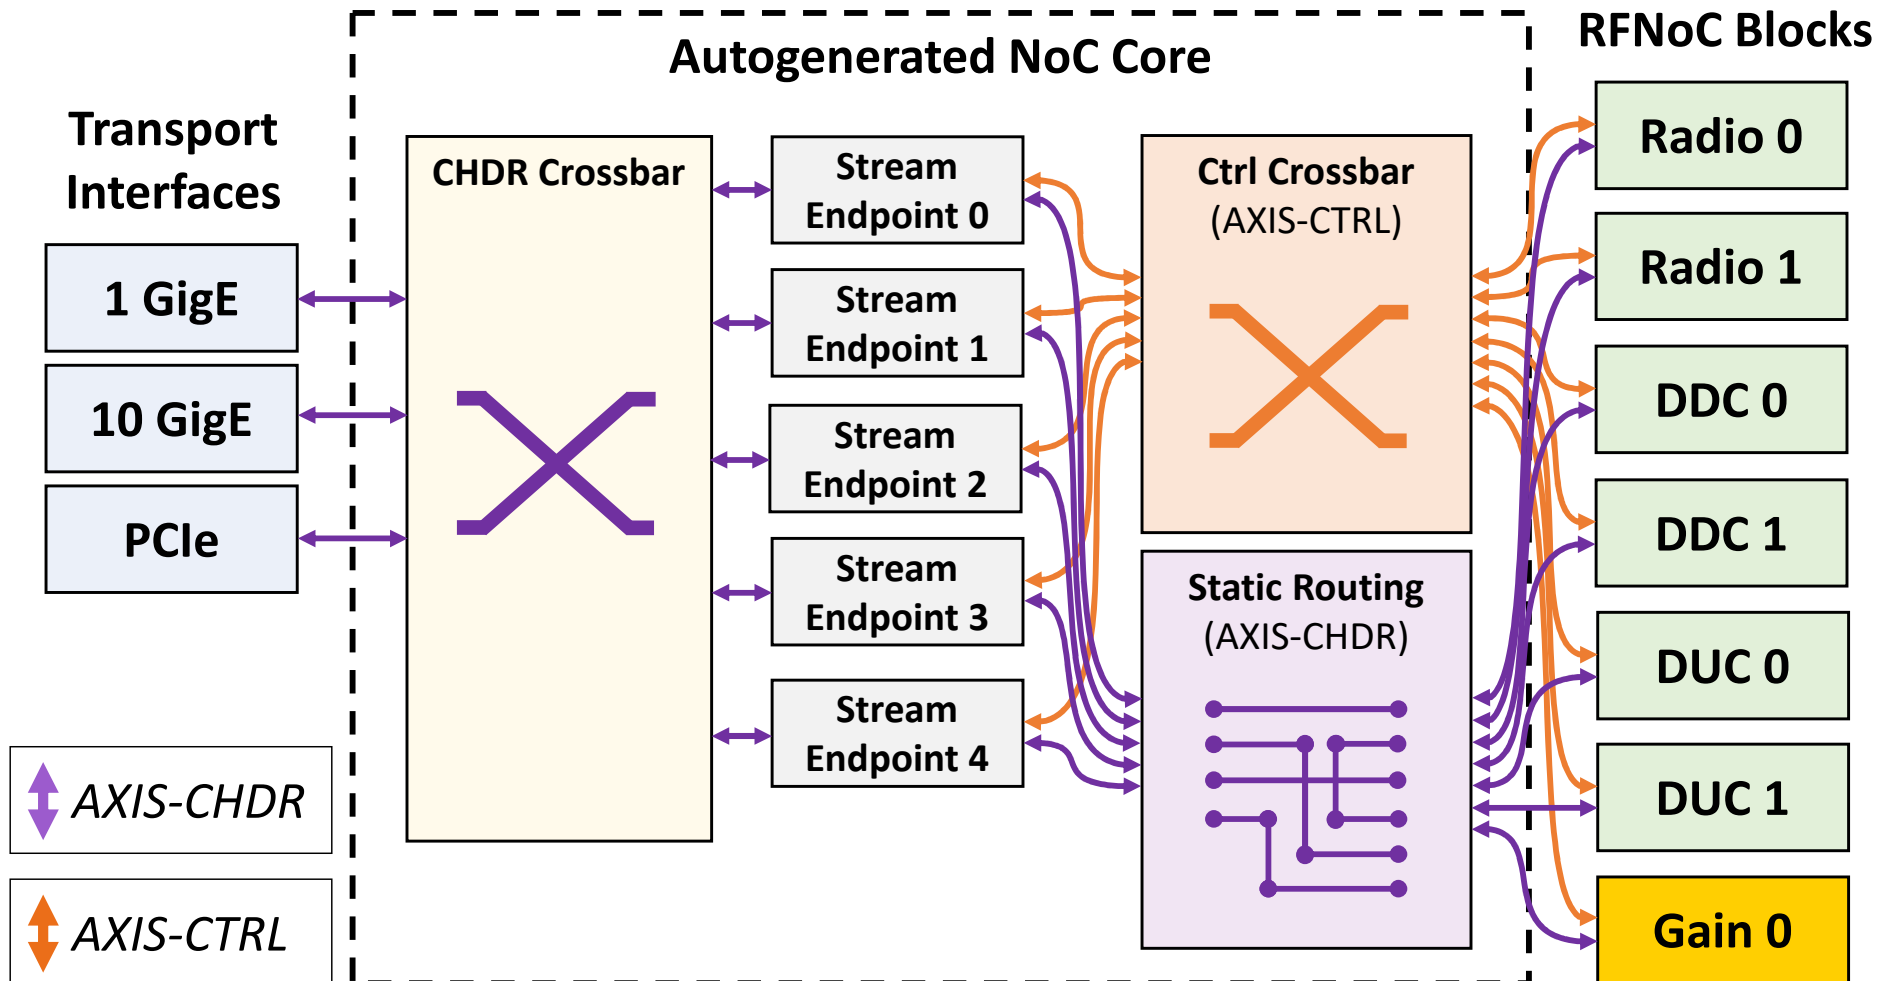 Autogenerated NoC Core
RFNoC Blocks
Transport
Interfaces
1 GigE
10 GigE
PCIe
CHDR Crossbar
Stream
Endpoint 0
Stream
Endpoint 1
Stream
Endpoint 2
Stream
Endpoint 3
Stream
Endpoint 4
Ctrl Crossbar
(AXIS-CTRL)
Static Routing
(AXIS-CHDR)
Radio 0
Radio 1
DDC 0
DDC 1
DUC 0
DUC 1
Gain 0
AXIS-CHDR
AXIS-CTRL